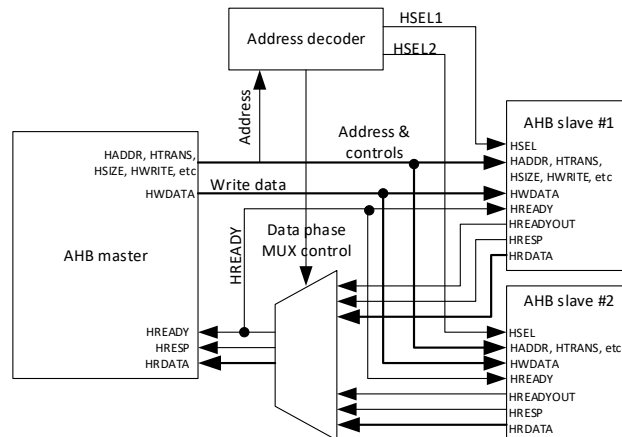 Address decoder
HSEL1
HSEL2
Address
AHB master
HADDR, HTRANS,
HSIZE, HWRITE, etc
HWDATA
HREADY
HRESP
HRDATA
Address &
controls
Write data
HREADY
Data phase
MUX control
AHB slave #1
HSEL
HADDR, HTRANS,
HSIZE, HWRITE, etc
HWDATA
HREADY
HREADYOUT
HRESP
HRDATA
AHB slave #2
HSEL
HADDR, HTRANS, etc
HWDATA
HREADY
HREADYOUT
HRESP
HRDATA